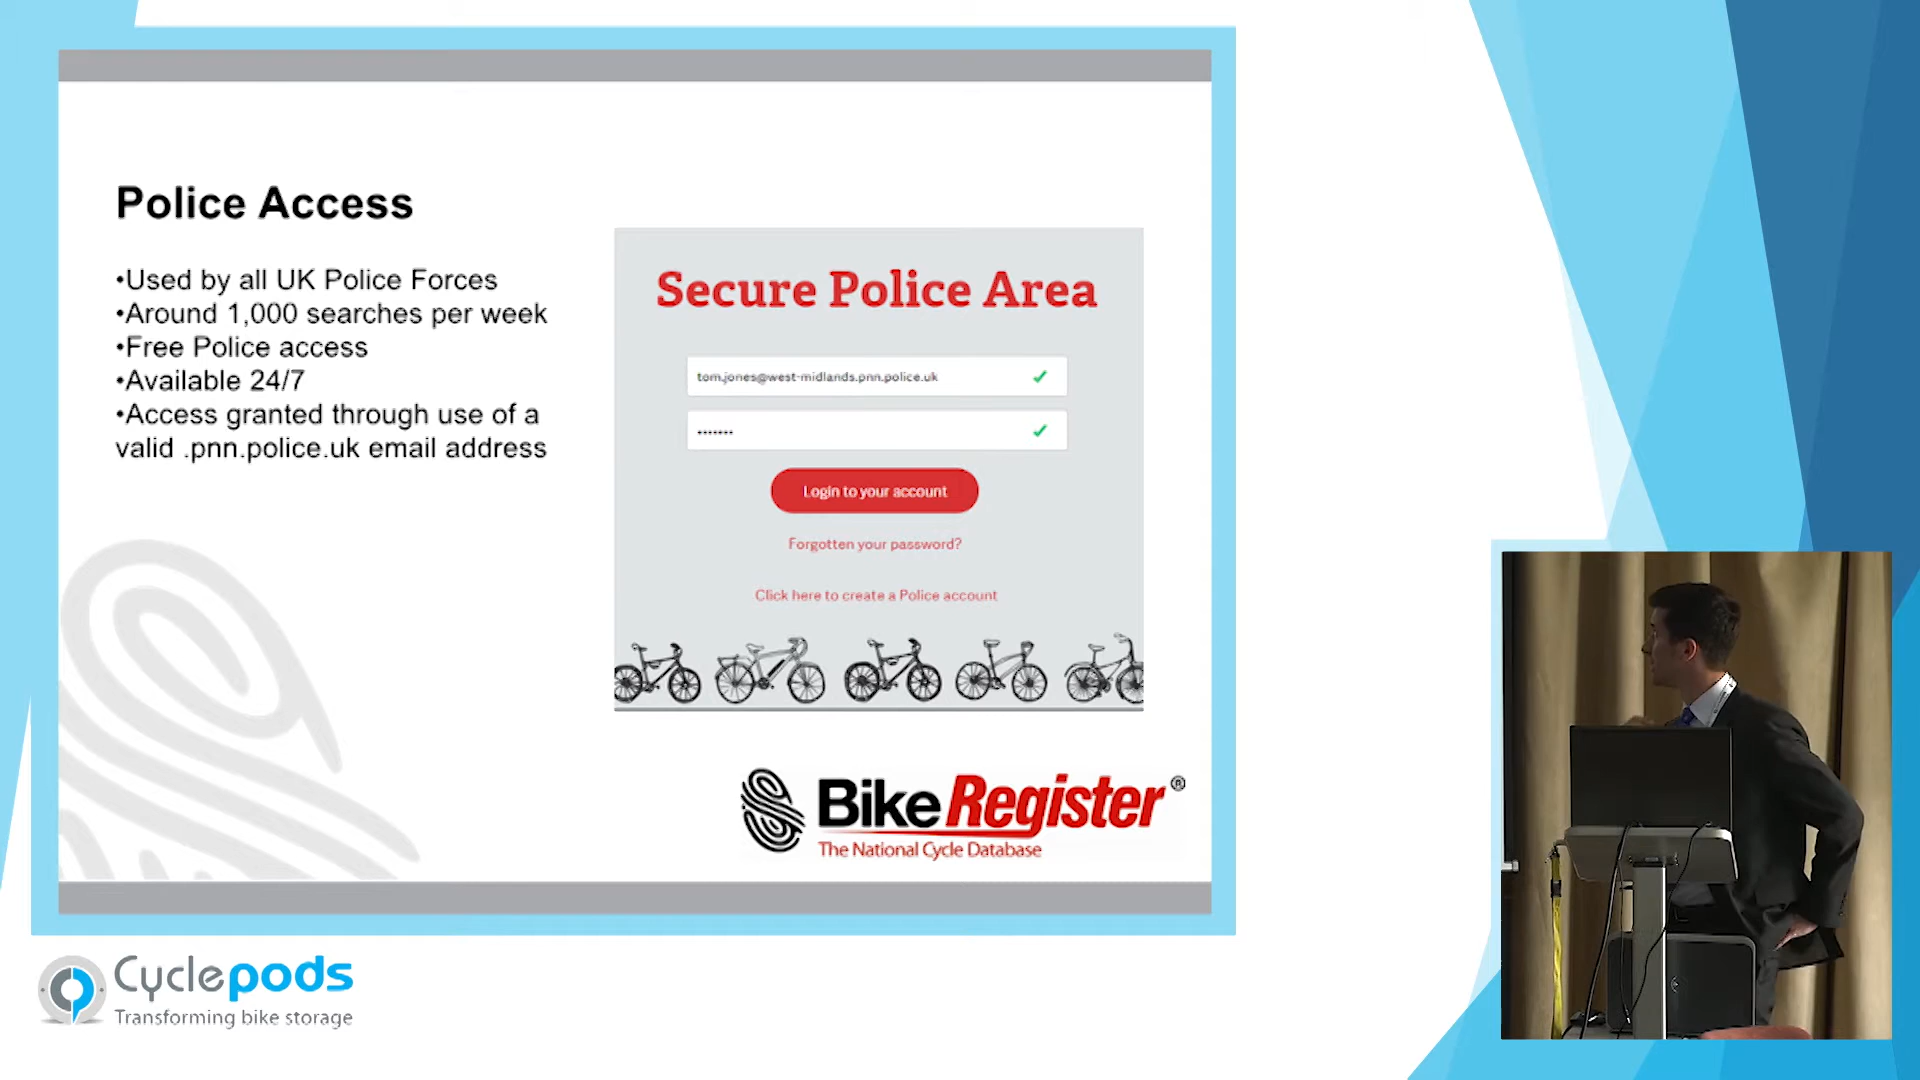 Police Access
•Used by all UK Police Forces
•Around 1,000 searches per week
•Free Police access
•Available 24/7
•Access granted through use of a
valid .pnn.police.uk email address
Secure Police Area
tom.jones@west-midlands.pnn.police.uk
•••••••
Login to your account
Forgotten your password?
Click here to create a Police account
BikeRegister®
The National Cycle Database
Cyclepods
Transforming bike storage